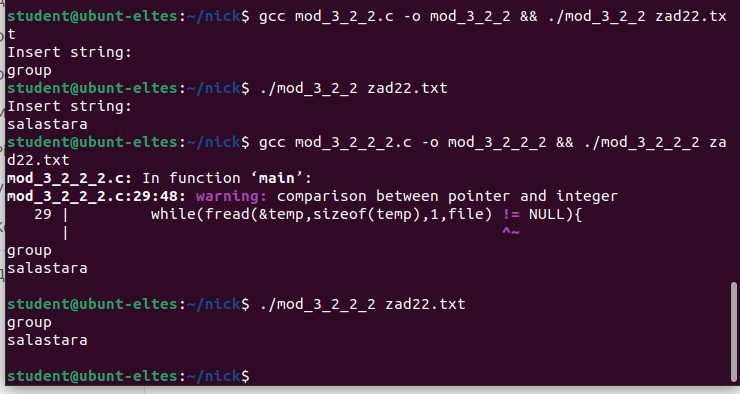 student@ubunt-eltes:~/nick$ gcc mod_3_2_2.c -o mod_3_2_2 && ./mod_3_2_2 zad22.tx
t
Insert string:
group
student@ubunt-eltes:~/nick$ ./mod_3_2_2 zad22.txt
Insert string:
salastara
student@ubunt-eltes:~/nick$ gcc mod_3_2_2_2.c -o mod_3_2_2_2 && ./mod_3_2_2_2 za
d22.txt
mod_3_2_2_2.c: In function ‘main’:
mod_3_2_2_2.c:29:48: warning: comparison between pointer and integer
29 | while(fread(&temp,sizeof(temp),1,file) != NULL){
| ^~
group
salastara
student@ubunt-eltes:~/nick$ ./mod_3_2_2_2 zad22.txt
group
salastara
student@ubunt-eltes:~/nick$